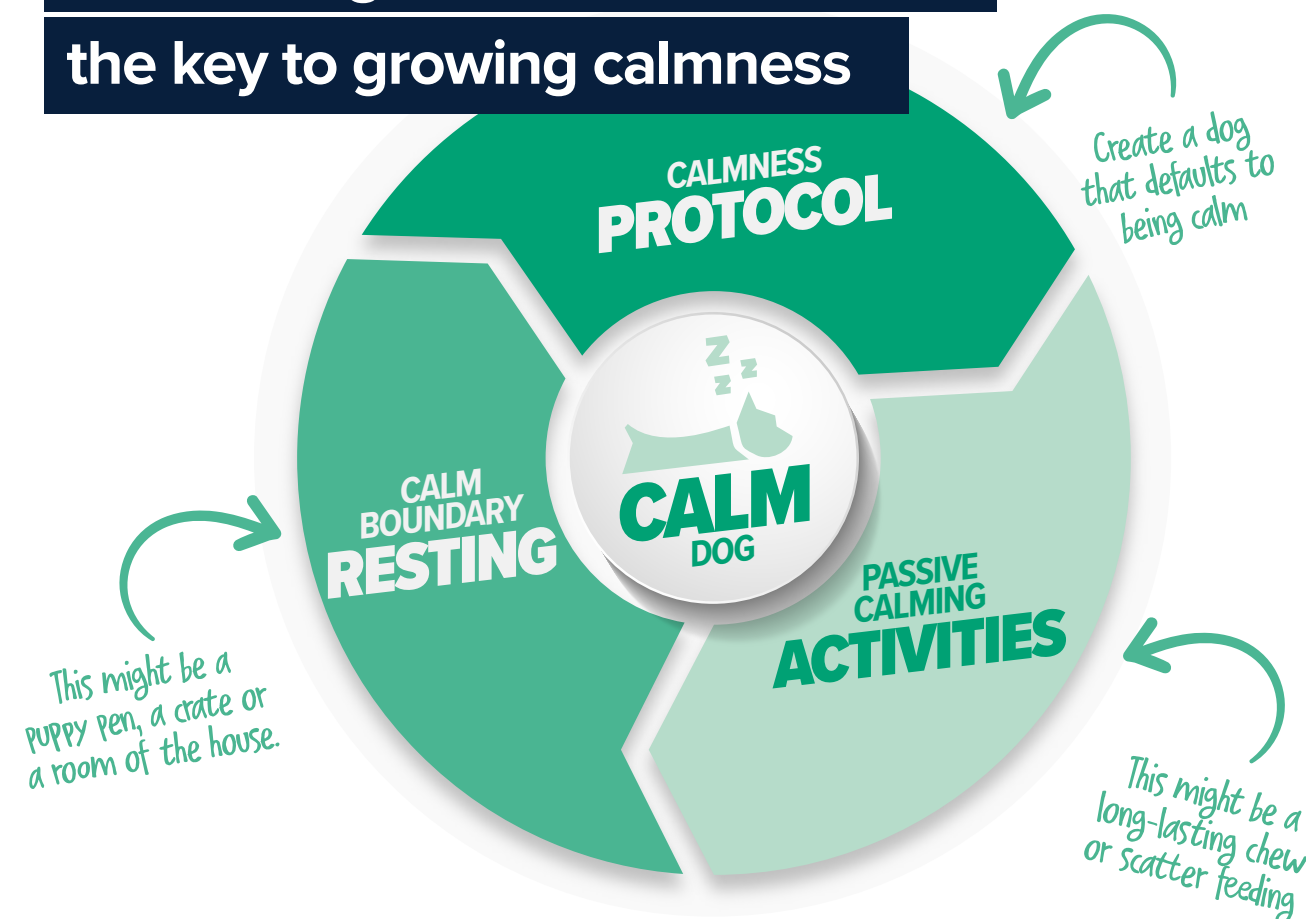 the key to growing calmness
Create a dog
that defaults to
being calm
CALMNESS
PROTOCOL
Z
Z
Z
CALM
DOG
CALM
BOUNDARY
RESTING
PASSIVE
CALMING
ACTIVITIES
This might be a
puppy pen, a crate or
a room of the house.
This might be a
long-lasting chew
or scatter feeding